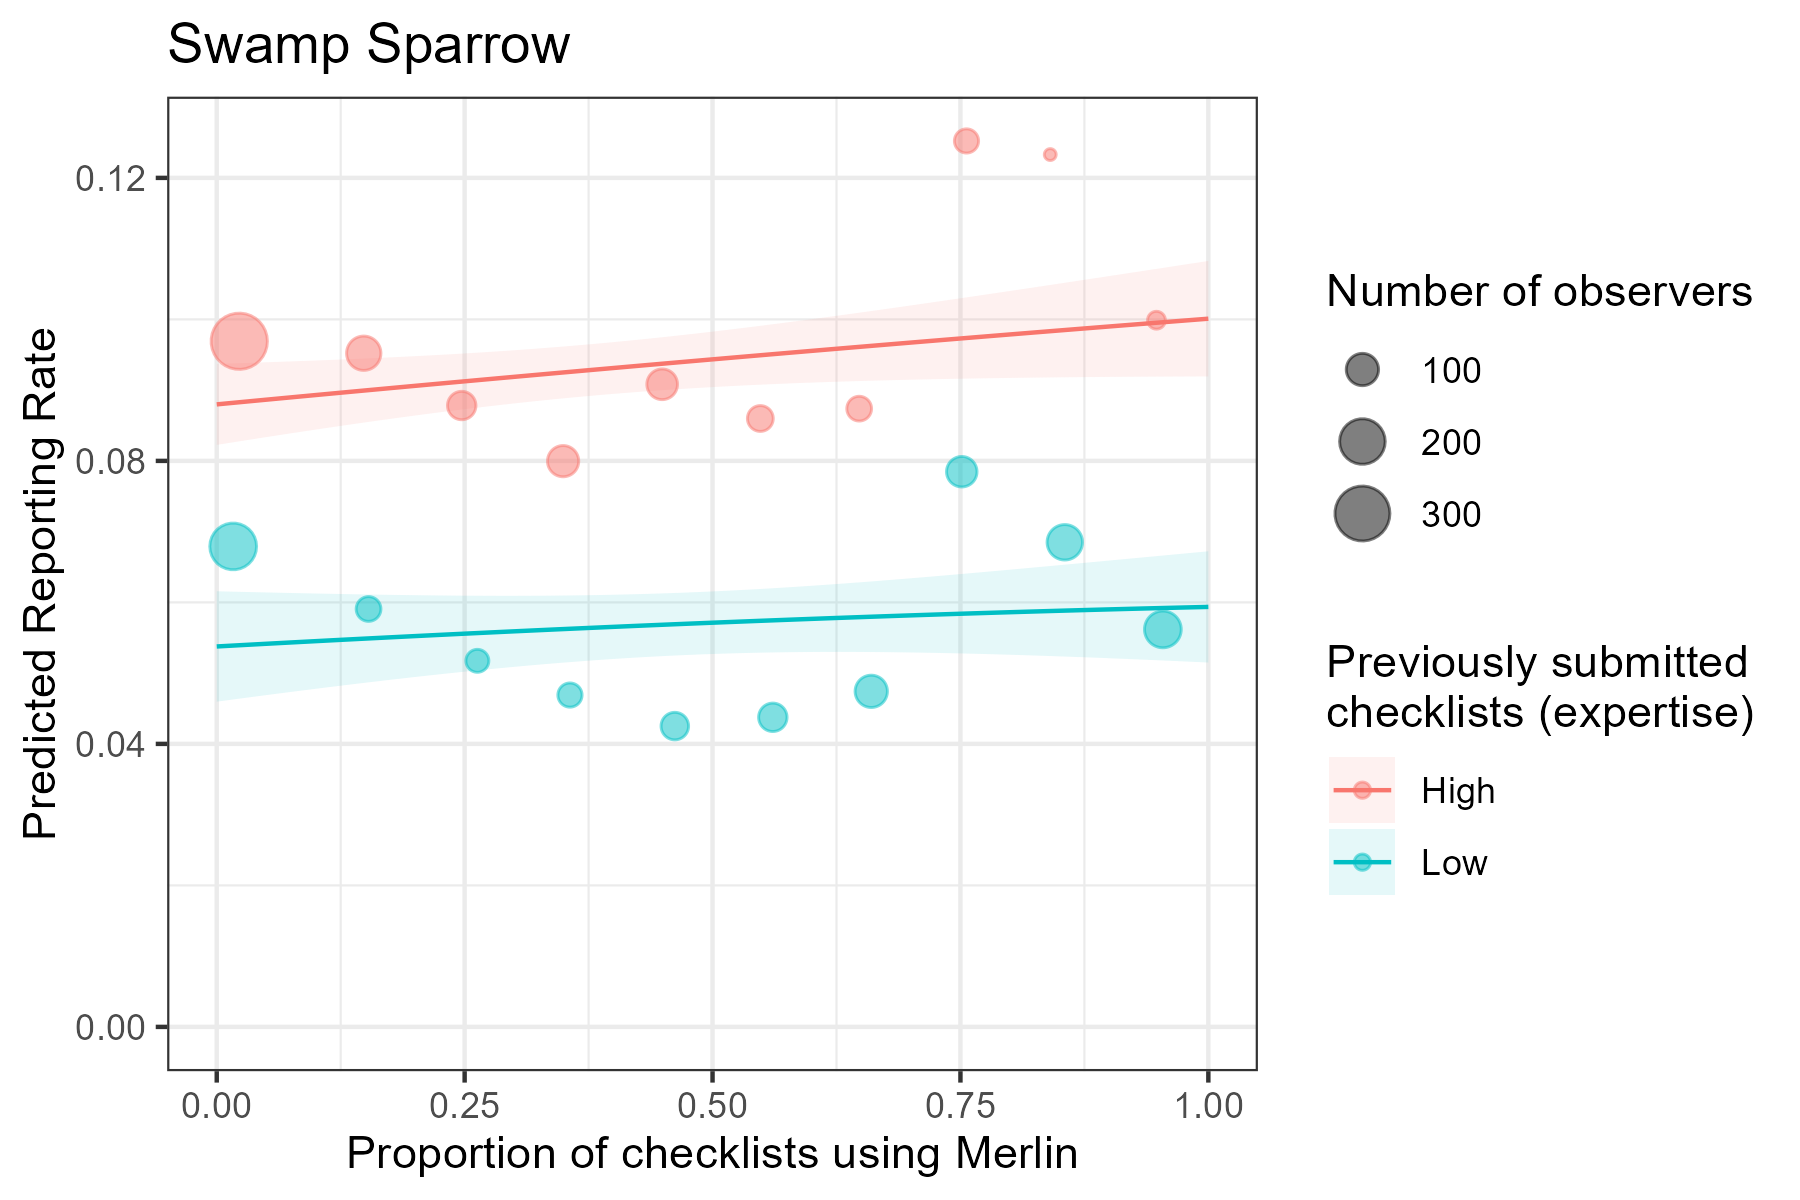 Swamp Sparrow
0.12
0.08
0.04
0.00
Predicted Reporting Rate
0.00 0.25 0.50 0.75 1.00
Proportion of checklists using Merlin
Number of observers
100
200
300
Previously submitted
checklists (expertise)
High
Low